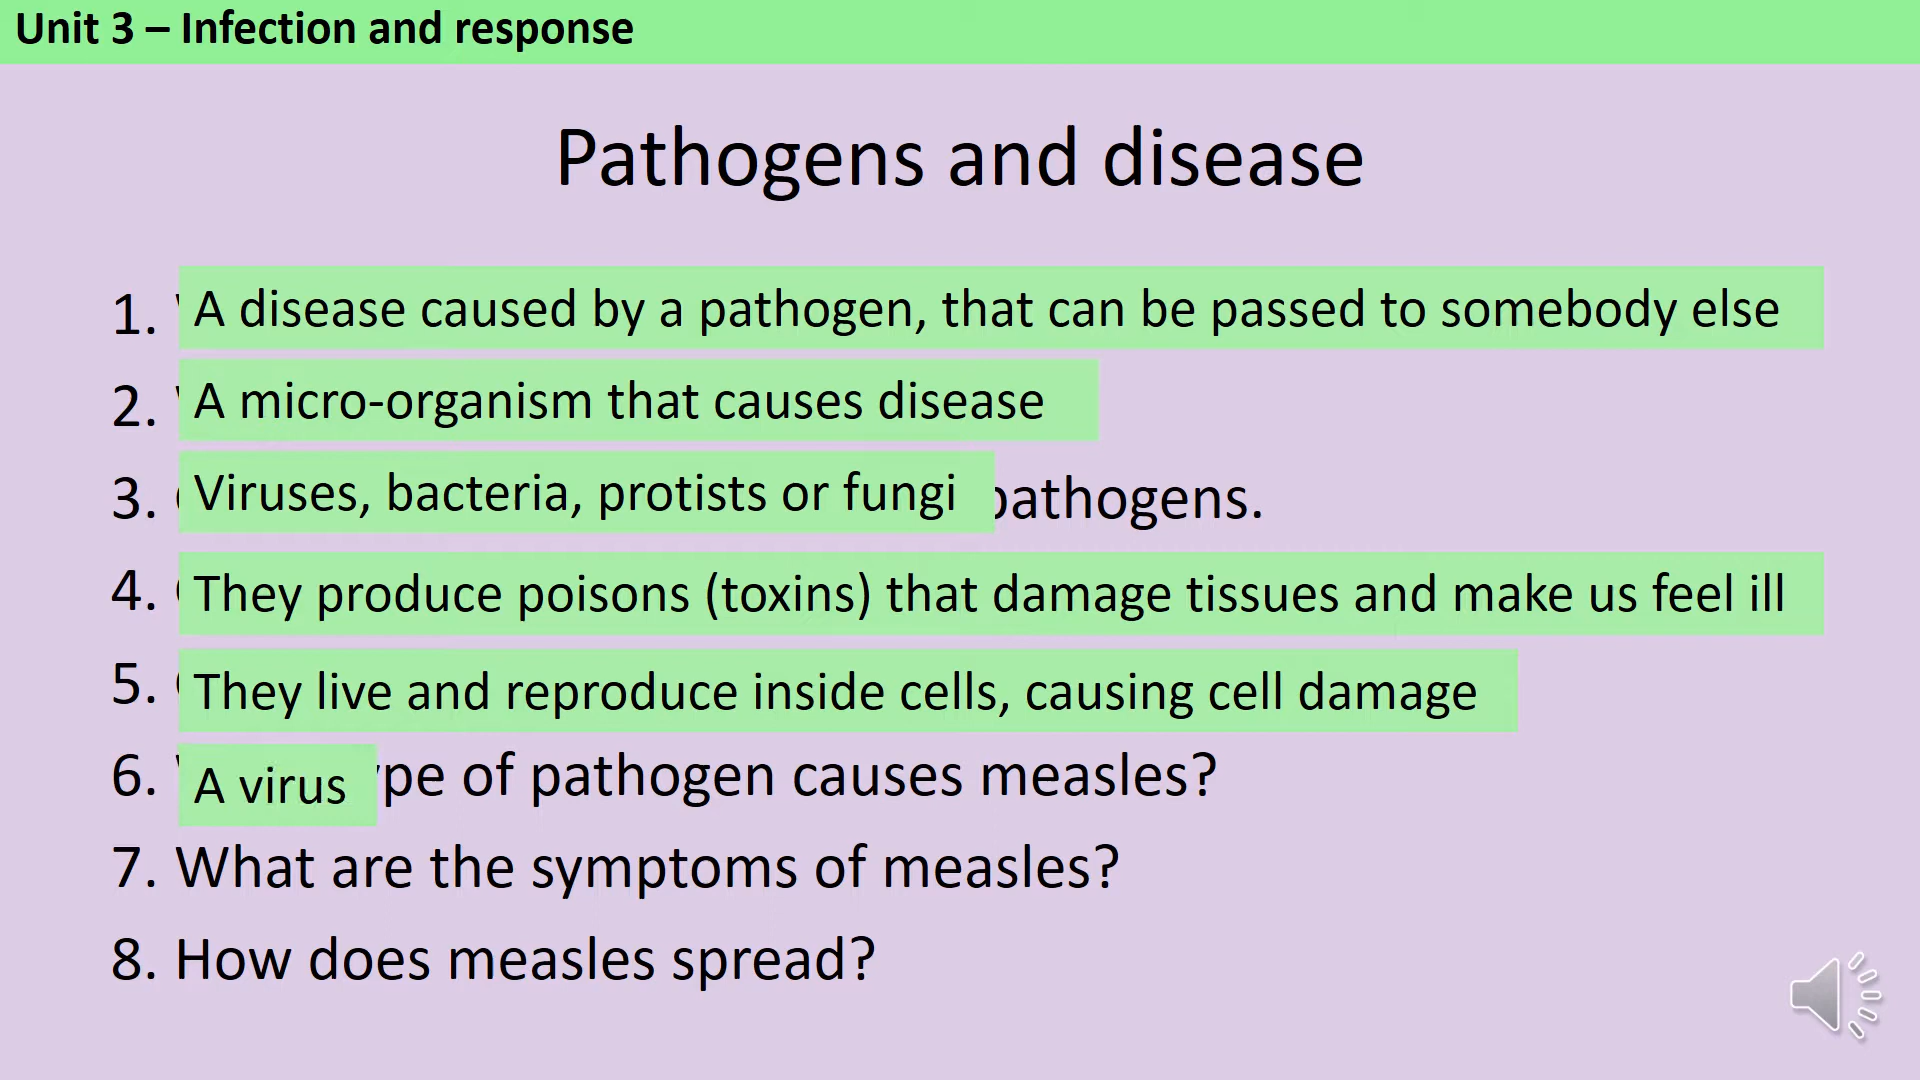 Unit 3 – Infection and response
Pathogens and disease
1. A disease caused by a pathogen, that can be passed to somebody else
2. A micro-organism that causes disease
3. Viruses, bacteria, protists or fungi pathogens.
4. They produce poisons (toxins) that damage tissues and make us feel ill
5. They live and reproduce inside cells, causing cell damage
6. A virus of pathogen causes measles?
7. What are the symptoms of measles?
8. How does measles spread?